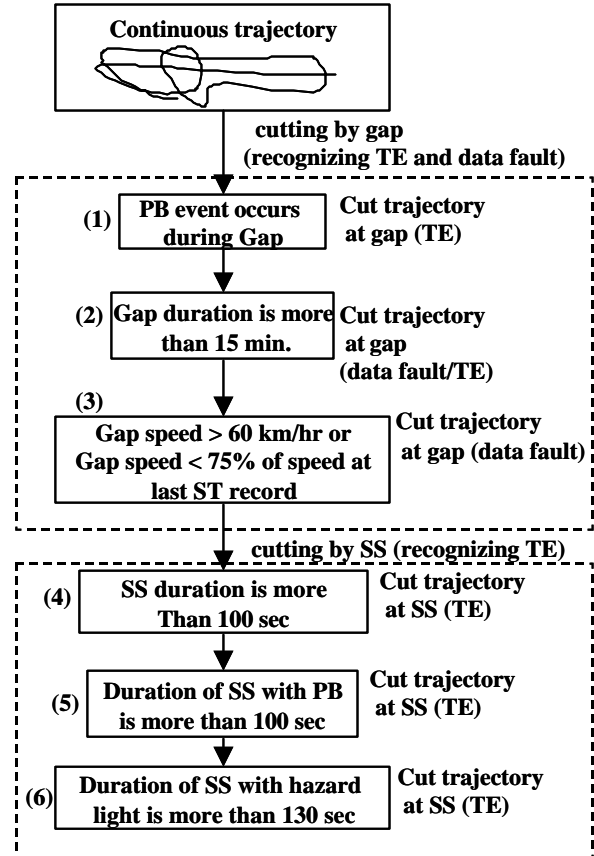 Continuous trajectory
cutting by gap
(recognizing TE and data fault)
(1)
PB event occurs
during Gap
Cut trajectory
at gap (TE)
(2)
Gap duration is more
than 15 min.
Cut trajectory
at gap
(data fault/TE)
(3)
Gap speed > 60 km/hr or
Gap speed < 75% of speed at
last ST record
Cut trajectory
at gap (data fault)
cutting by SS (recognizing TE)
(4)
SS duration is more
Than 100 sec
Cut trajectory
at SS (TE)
(5)
Duration of SS with PB
is more than 100 sec
Cut trajectory
at SS (TE)
(6)
Duration of SS with hazard
light is more than 130 sec
Cut trajectory
at SS (TE)